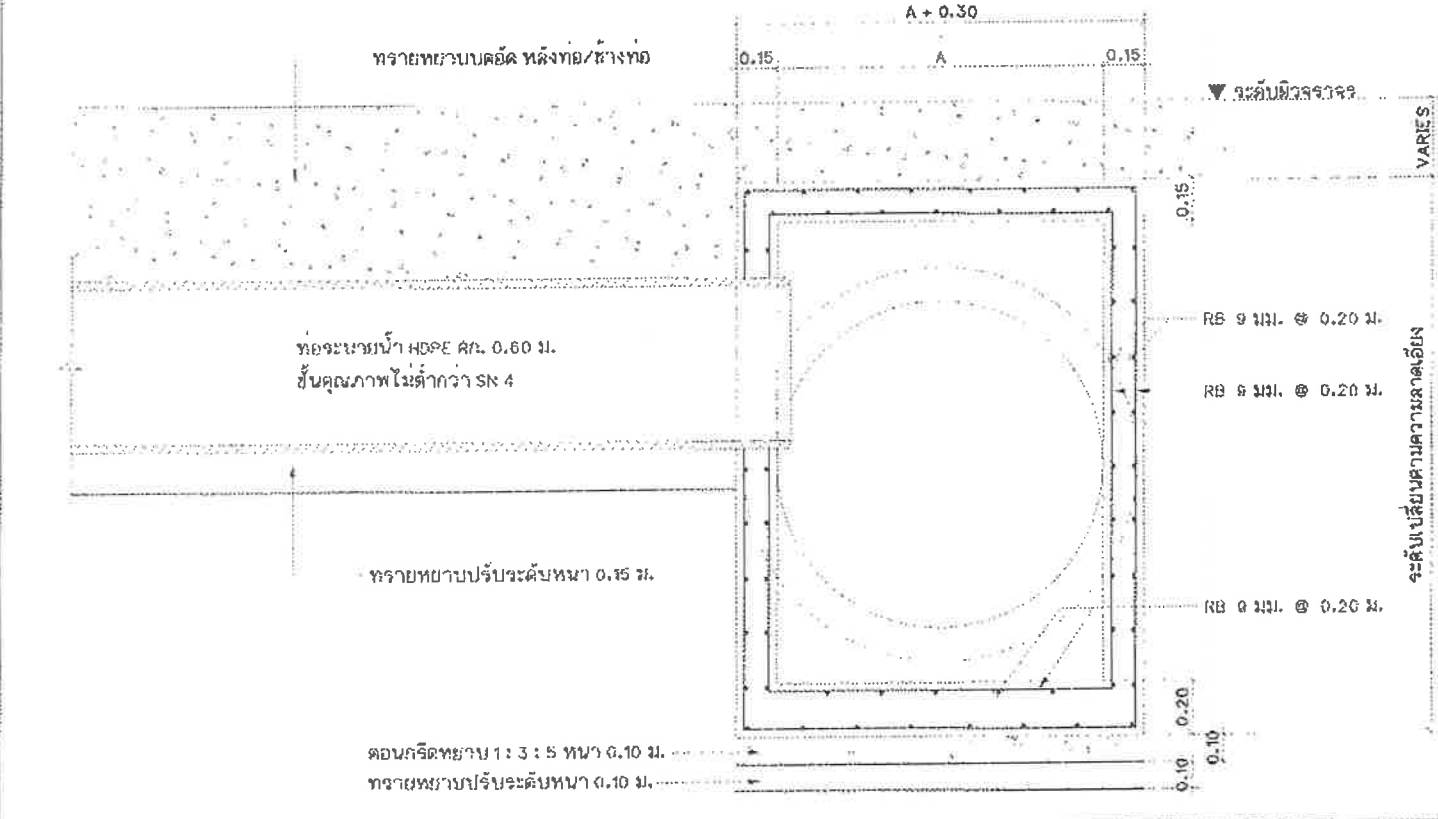 A + 0.30
ทรายหยาบบดอัด หลังท่อ/ข้างท่อ
0.15
A
0.15
ระดับผิวจราจร
VARIES
0.15
RB 9 มม. @ 0.20 ม.
ท่อระบายน้ำ HDPE ศก. 0.60 ม.
ชั้นคุณภาพไม่ต่ำกว่า SN 4
RB 9 มม. @ 0.20 ม.
ระดับเปลี่ยนตามความลาดเอียง
ทรายหยาบปรับระดับหนา 0.15 ม.
RB 9 มม. @ 0.20 ม.
0.20
คอนกรีตหยาบ 1 : 3 : 5 หนา 0.10 ม.
0.10
ทรายหยาบปรับระดับหนา 0.10 ม.
0.10